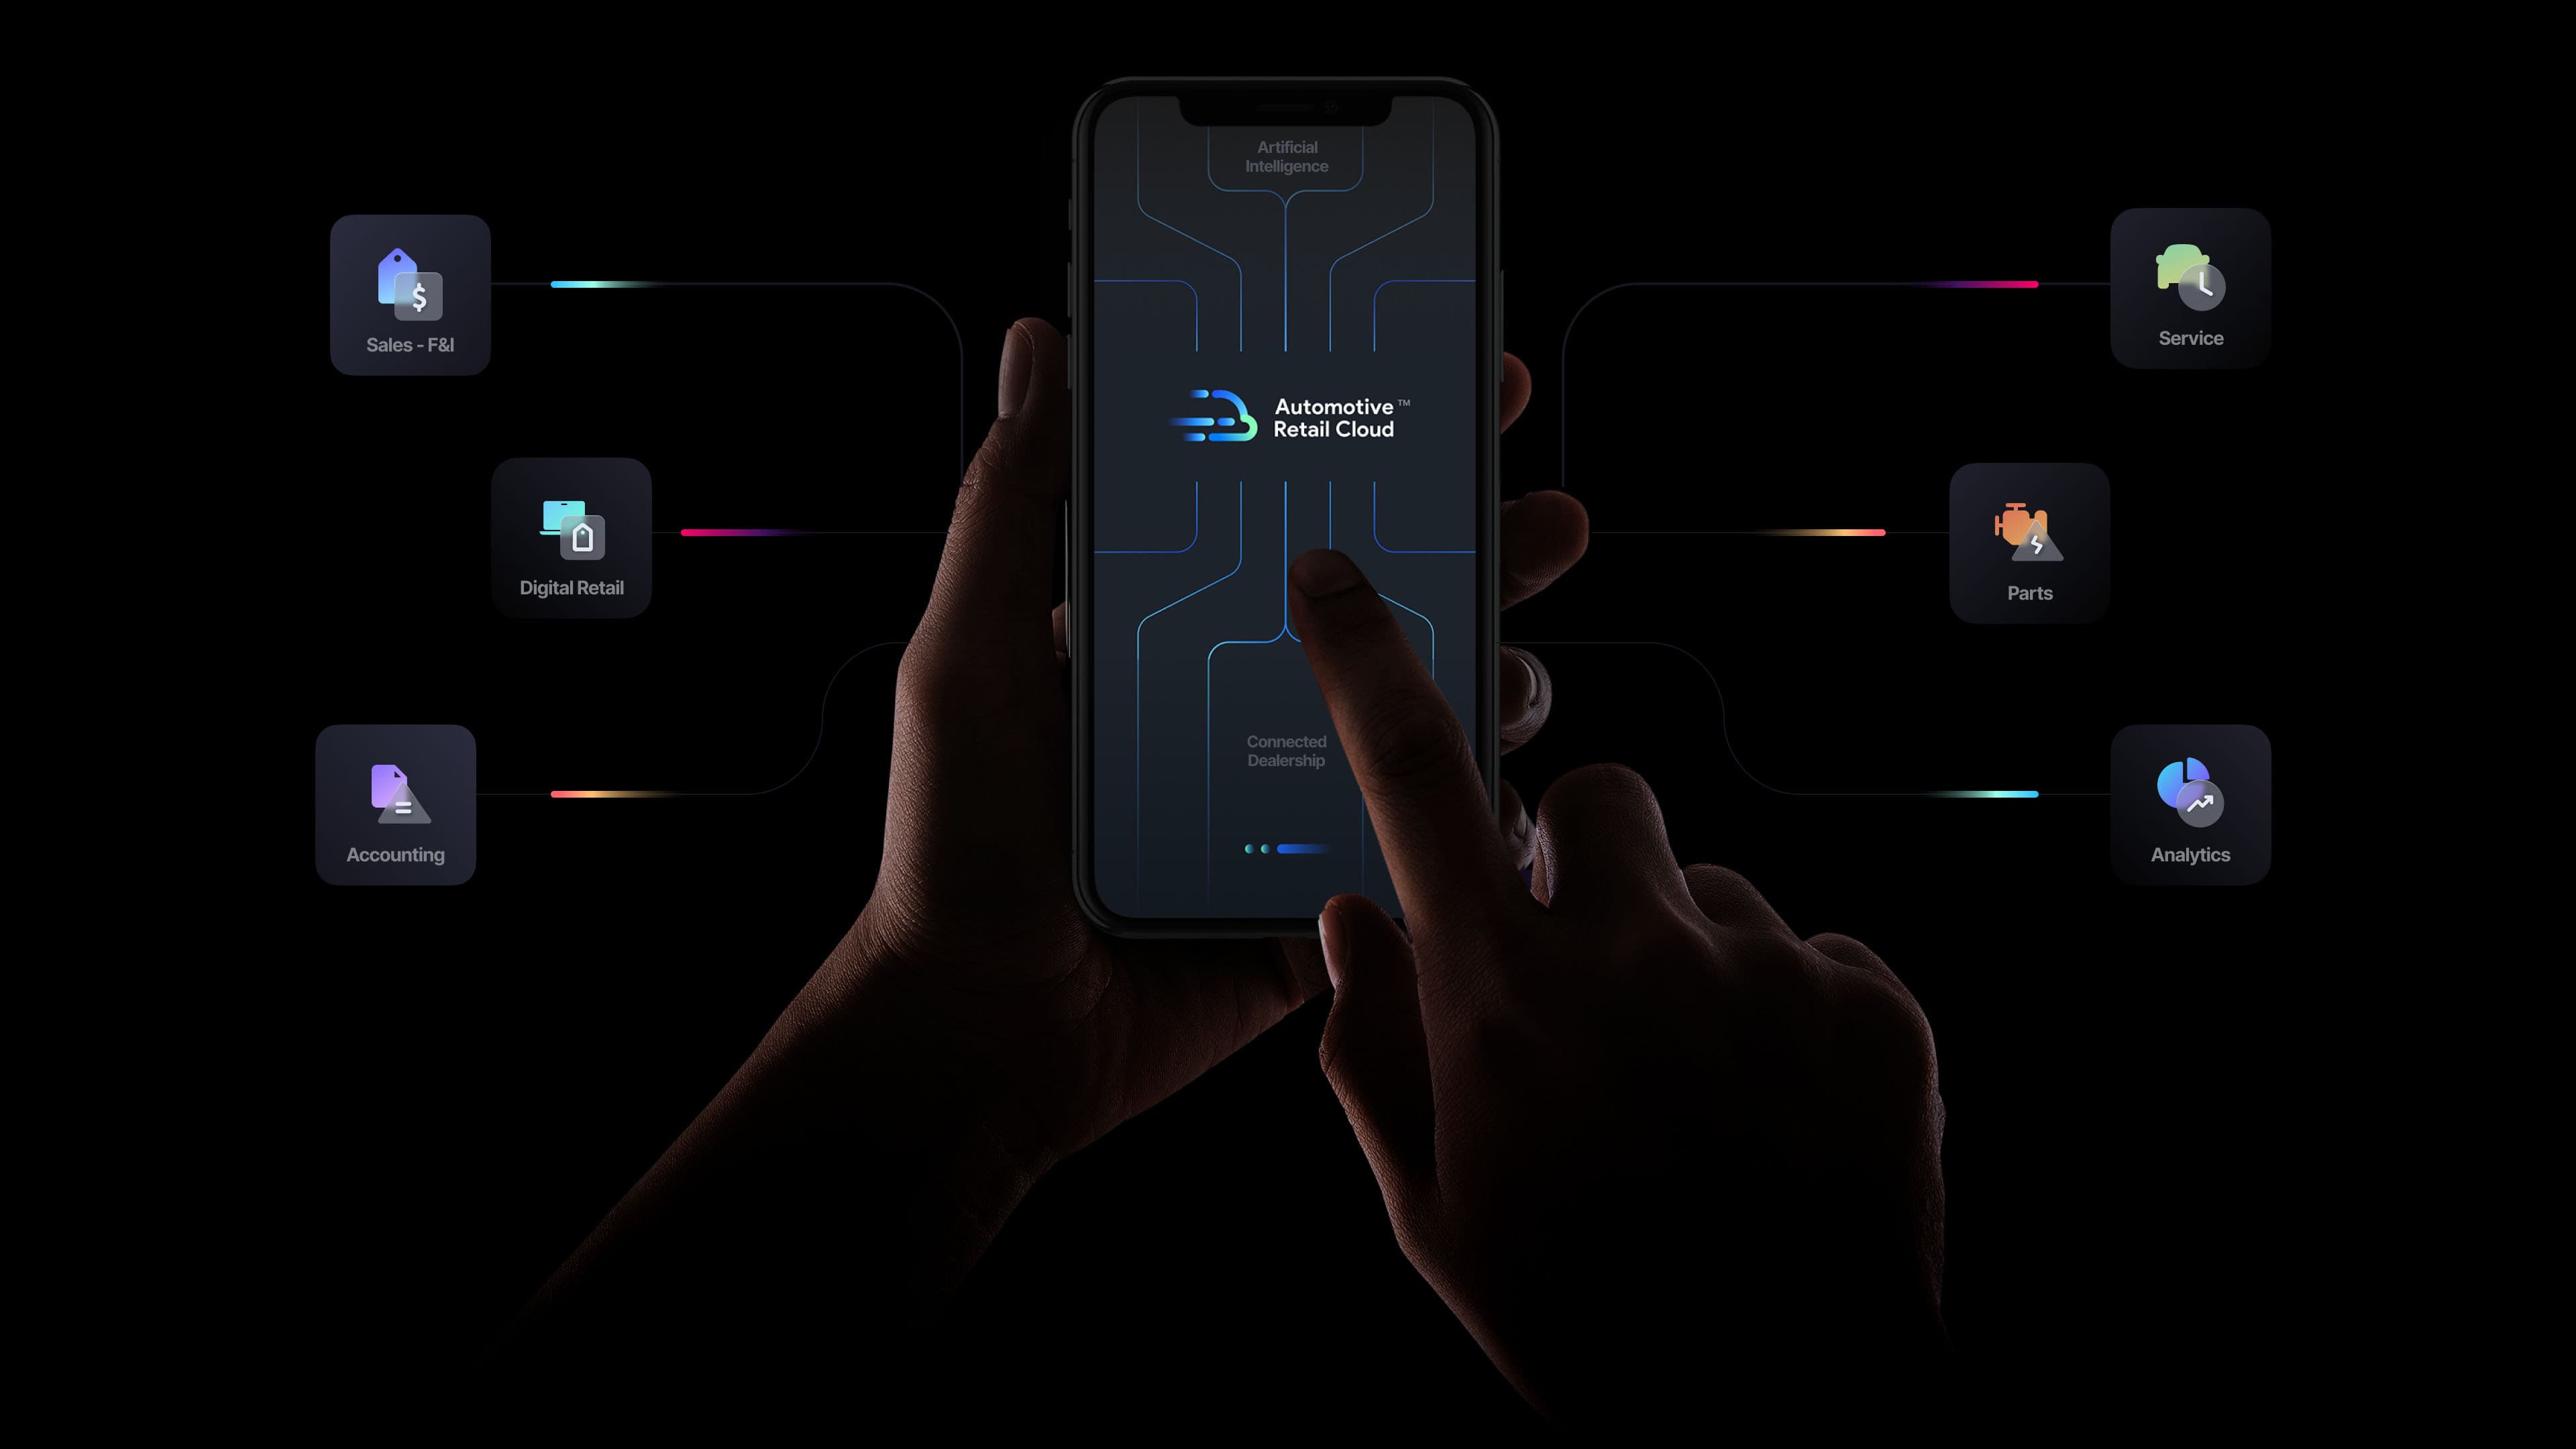 Artificial
Intelligence
Sales - F&I
$
Service
Automotive™
Retail Cloud
Digital Retail
Parts
Connected
Dealership
Accounting
Analytics